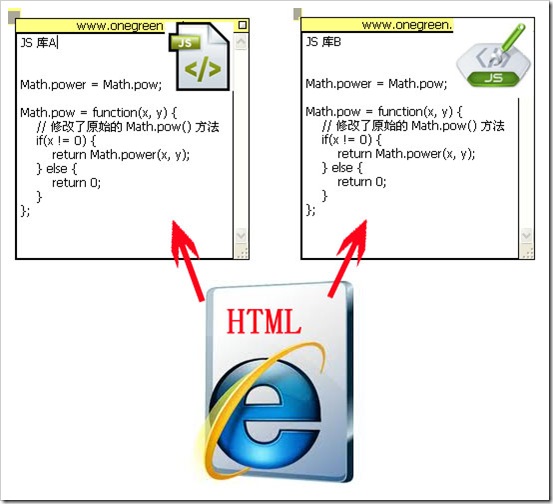 www.onegreen
JS 库A
JS
</>
Math.power = Math.pow;
Math.pow = function(x, y) {
// 修改了原始的 Math.pow() 方法
if(x != 0) {
return Math.power(x, y);
} else {
return 0;
}
};
www.onegreen.
JS 库B
JS
Math.power = Math.pow;
Math.pow = function(x, y) {
// 修改了原始的 Math.pow() 方法
if(x != 0) {
return Math.power(x, y);
} else {
return 0;
}
};
HTML